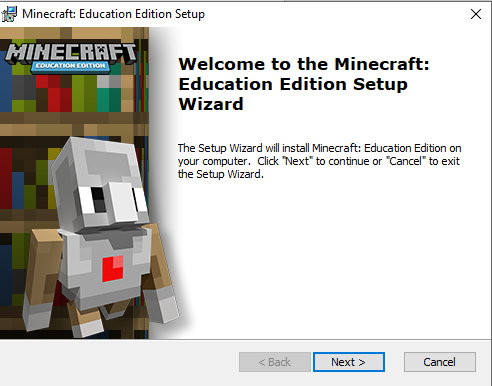 Minecraft: Education Edition Setup
MINECRAFT
EDUCATION EDITION
Welcome to the Minecraft:
Education Edition Setup
Wizard
The Setup Wizard will install Minecraft: Education Edition on
your computer. Click "Next" to continue or "Cancel" to exit
the Setup Wizard.
< Back
Next >
Cancel